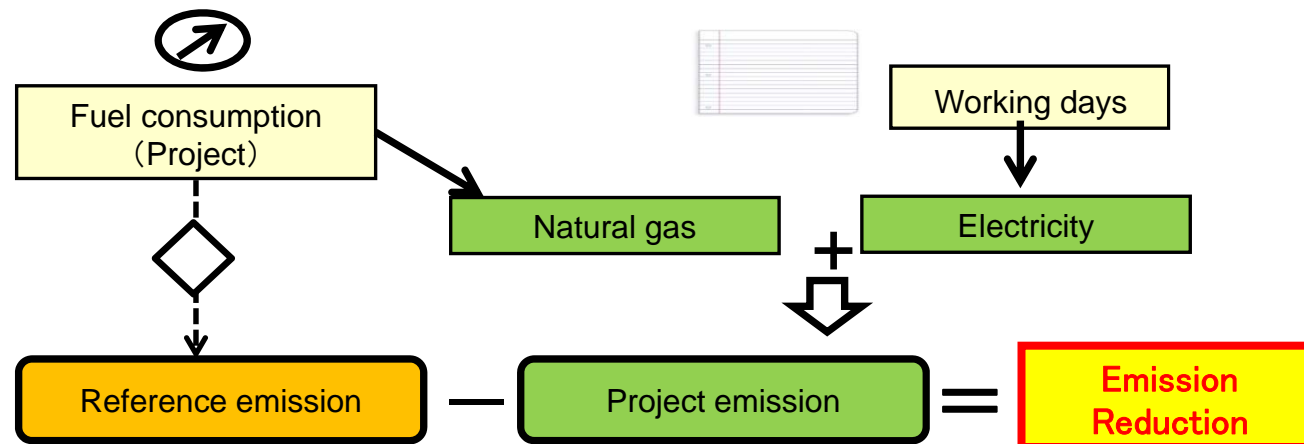 Fuel consumption
（Project）
Working days
Natural gas
+
Electricity
Reference emission
—
Project emission
=
Emission
Reduction